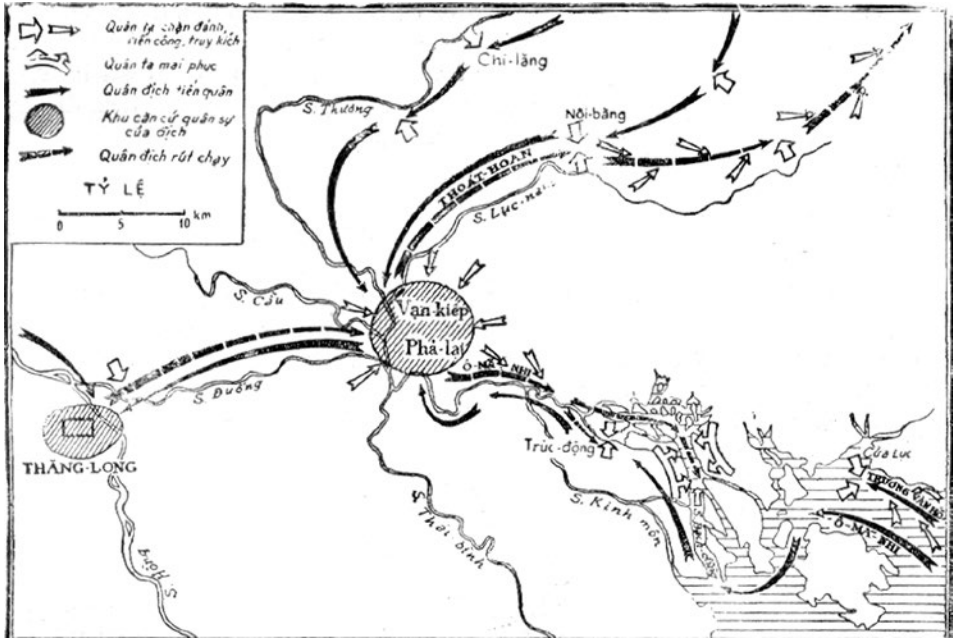 Quân ta chặn đánh,
tiến công, truy kích
Quân ta mai phục
Quân địch tiến quân
Khu căn cứ quân sự
của địch
Quân địch rút chạy
TỶ LỆ
0 5 10 km
Chi-lăng
S. Thương
Nội-bàng
THOÁT-HOAN
S. Lục-n
S. Cầu
Vạn-kiếp
Phả-lại
S. Đuống
Ô-MÃ-NHI
THĂNG-LONG
Trúc-động
Cửa Lục
TRƯƠNG VĂN HỔ
S. Kinh môn
Ô-MÃ-NHI
S. Thái bình
S. Hồng